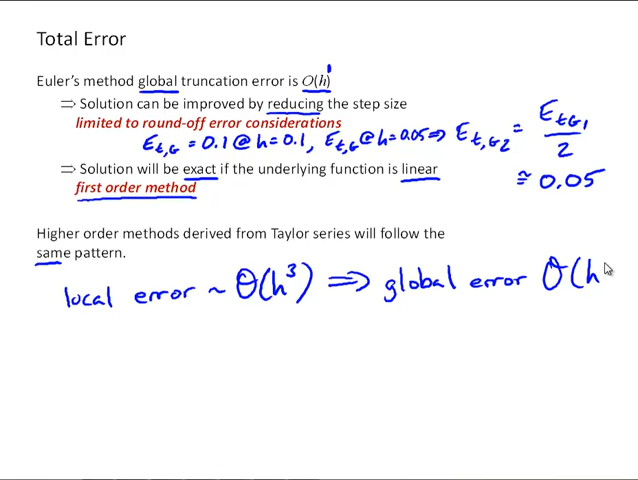 Total Error
Euler's method global truncation error is O(h¹)
⇒ Solution can be improved by reducing the step size
limited to round-off error considerations
E_t,G = 0.1 @ h=0.1, E_t,G @ h=0.05 ⇒ E_t,G2 = E_tG1 / 2
≅ 0.05
⇒ Solution will be exact if the underlying function is linear
first order method
Higher order methods derived from Taylor series will follow the
same pattern.
local error ~ O(h³) ⇒ global error O(h